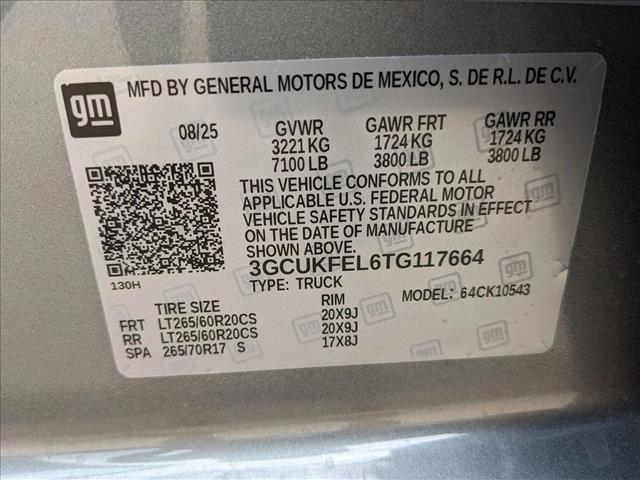 gm
MFD BY GENERAL MOTORS DE MEXICO, S. DE R.L. DE C.V.
08/25 GVWR GAWR FRT GAWR RR
3221 KG 1724 KG 1724 KG
7100 LB 3800 LB 3800 LB
THIS VEHICLE CONFORMS TO ALL
APPLICABLE U.S. FEDERAL MOTOR
VEHICLE SAFETY STANDARDS IN EFFECT
ON THE DATE OF MANUFACTURE
SHOWN ABOVE.
3GCUKFEL6TG117664
130H TYPE: TRUCK MODEL: 64CK10543
TIRE SIZE RIM
FRT LT265/60R20CS 20X9J
RR LT265/60R20CS 20X9J
SPA 265/70R17 S 17X8J